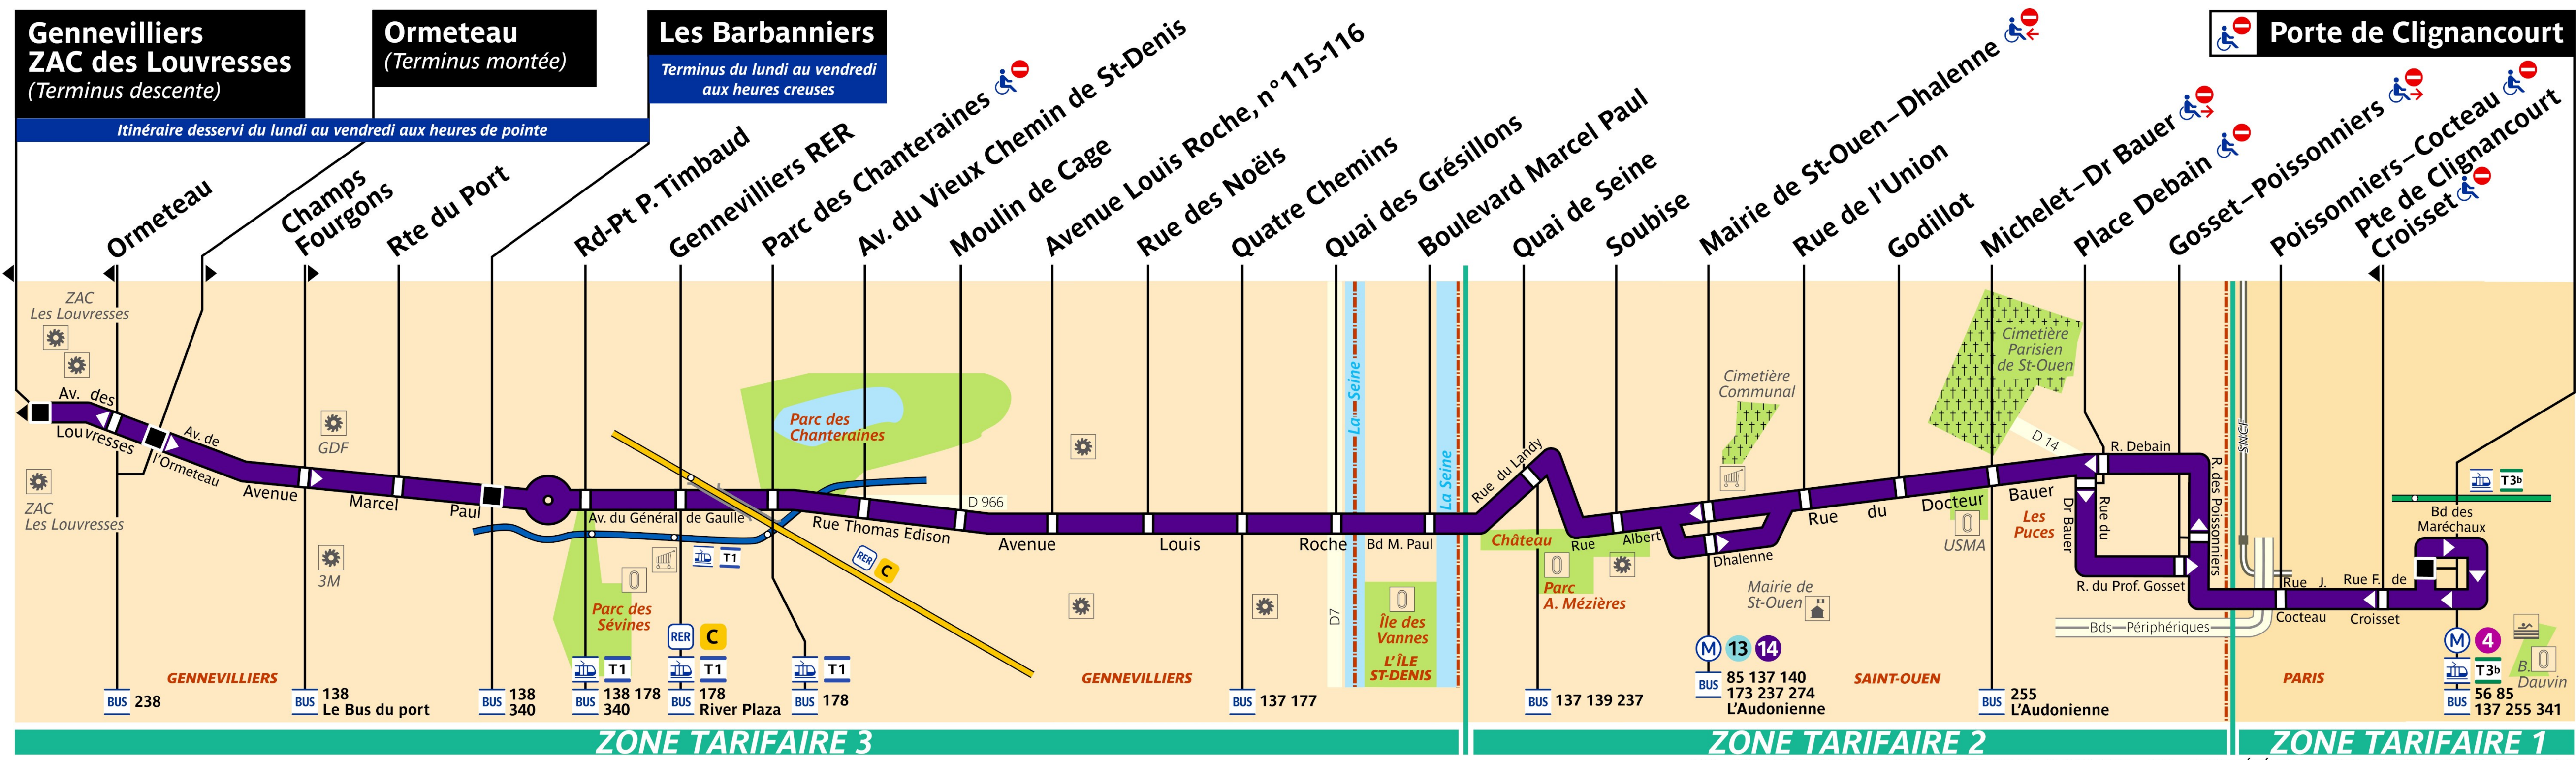 Gennevilliers
ZAC des Louvresses
(Terminus descente)
Ormeteau
(Terminus montée)
Les Barbanniers
Terminus du lundi au vendredi
aux heures creuses
Itinéraire desservi du lundi au vendredi aux heures de pointe
Porte de Clignancourt
Ormeteau
Champs
Fourgons
Rte du Port
Rd-Pt P. Timbaud
Gennevilliers RER
Parc des Chanteraines
Av. du Vieux Chemin de St-Denis
Moulin de Cage
Avenue Louis Roche, n°115-116
Rue des Noëls
Quatre Chemins
Quai des Grésillons
Boulevard Marcel Paul
Quai de Seine
Soubise
Mairie de St-Ouen–Dhalenne
Rue de l'Union
Godillot
Michelet–Dr Bauer
Place Debain
Gosset–Poissonniers
Poissonniers–Cocteau
Pte de Clignancourt
Croisset
ZAC
Les Louvresses
Av. des
Louvresses
Av. de
l'Ormeteau
ZAC
Les Louvresses
GDF
3M
Avenue
Marcel
Paul
Av. du Général de Gaulle
T1
Parc des
Sévines
Parc des
Chanteraines
RER C
Rue Thomas Edison
D 966
Avenue
Louis
Roche
D7
La Seine
Bd M. Paul
La Seine
Île des
Vannes
L'ÎLE
ST-DENIS
Rue du Landy
Château
Parc
A. Mézières
Rue Albert
Dhalenne
Cimetière
Communal
Mairie de
St-Ouen
Rue du Docteur Bauer
USMA
Les
Puces
Cimetière
Parisien
de St-Ouen
D 14
R. Debain
Rue du
Dr Bauer
R. du Prof. Gosset
R. des Poissonniers
SNCF
Bds–Périphériques
Rue J.
Cocteau
Rue F. de
Croisset
T3b
Bd des
Maréchaux
B.
Dauvin
GENNEVILLIERS
GENNEVILLIERS
SAINT-OUEN
PARIS
BUS 238
BUS 138
Le Bus du port
BUS 138
340
T1
BUS 138 178
340
RER C
T1
BUS 178
River Plaza
T1
BUS 178
BUS 137 177
BUS 137 139 237
M 13 14
BUS 85 137 140
173 237 274
L'Audonienne
BUS 255
L'Audonienne
M 4
T3b
BUS 56 85
137 255 341
ZONE TARIFAIRE 3
ZONE TARIFAIRE 2
ZONE TARIFAIRE 1